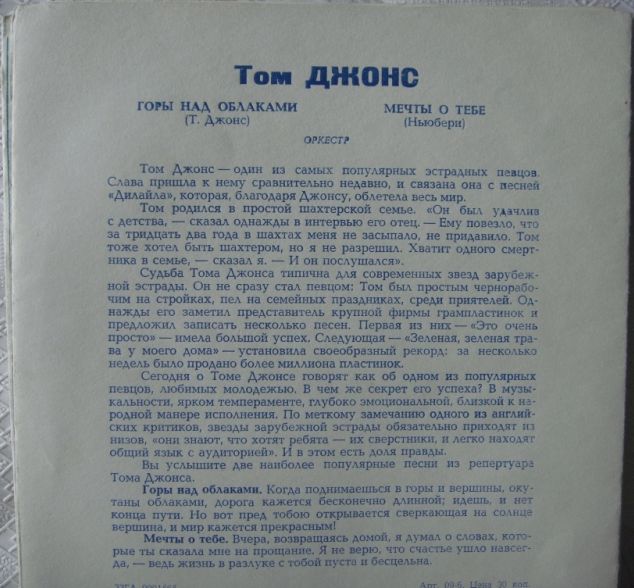 Том ДЖОНС
ГОРЫ НАД ОБЛАКАМИ
(Т. Джонс)
МЕЧТЫ О ТЕБЕ
(Ньюбери)
ОРКЕСТР
Том Джонс — один из самых популярных эстрадных певцов.
Слава пришла к нему сравнительно недавно, и связана она с песней
«Дилайла», которая, благодаря Джонсу, облетела весь мир.
Том родился в простой шахтерской семье. «Он был удачлив
с детства, — сказал однажды в интервью его отец. — Ему повезло, что
за тридцать два года в шахтах меня не засыпало, не придавило. Том
тоже хотел быть шахтером, но я не разрешил. Хватит одного смерт-
ника в семье, — сказал я. — И он послушался».
Судьба Тома Джонса типична для современных звезд зарубеж-
ной эстрады. Он не сразу стал певцом: Том был простым чернорабо-
чим на стройках, пел на семейных праздниках, среди приятелей. Од-
нажды его заметил представитель крупной фирмы грампластинок и
предложил записать несколько песен. Первая из них — «Это очень
просто» — имела большой успех. Следующая — «Зеленая, зеленая тра-
ва у моего дома» — установила своеобразный рекорд: за несколько
недель было продано более миллиона пластинок.
Сегодня о Томе Джонсе говорят как об одном из популярных
певцов, любимых молодежью. В чем же секрет его успеха? В музы-
кальности, ярком темпераменте, глубоко эмоциональной, близкой к на-
родной манере исполнения. По меткому замечанию одного из англий-
ских критиков, звезды зарубежной эстрады обязательно приходят из
низов, «они знают, что хотят ребята — их сверстники, и легко находят
общий язык с аудиторией». И в этом есть доля правды.
Вы услышите две наиболее популярные песни из репертуара
Тома Джонса.
Горы над облаками. Когда поднимаешься в горы и вершины, оку-
таны облаками, дорога кажется бесконечно длинной; идешь, и нет
конца пути. Но вот пред тобою открывается сверкающая на солнце
вершина, и мир кажется прекрасным!
Мечты о тебе. Вчера, возвращаясь домой, я думал о словах, кото-
рые ты сказала мне на прощание. Я не верю, что счастье ушло навсег-
да, — ведь жизнь в разлуке с тобой пуста и бесцельна.
Арт. 09-6. Цена 30 коп.